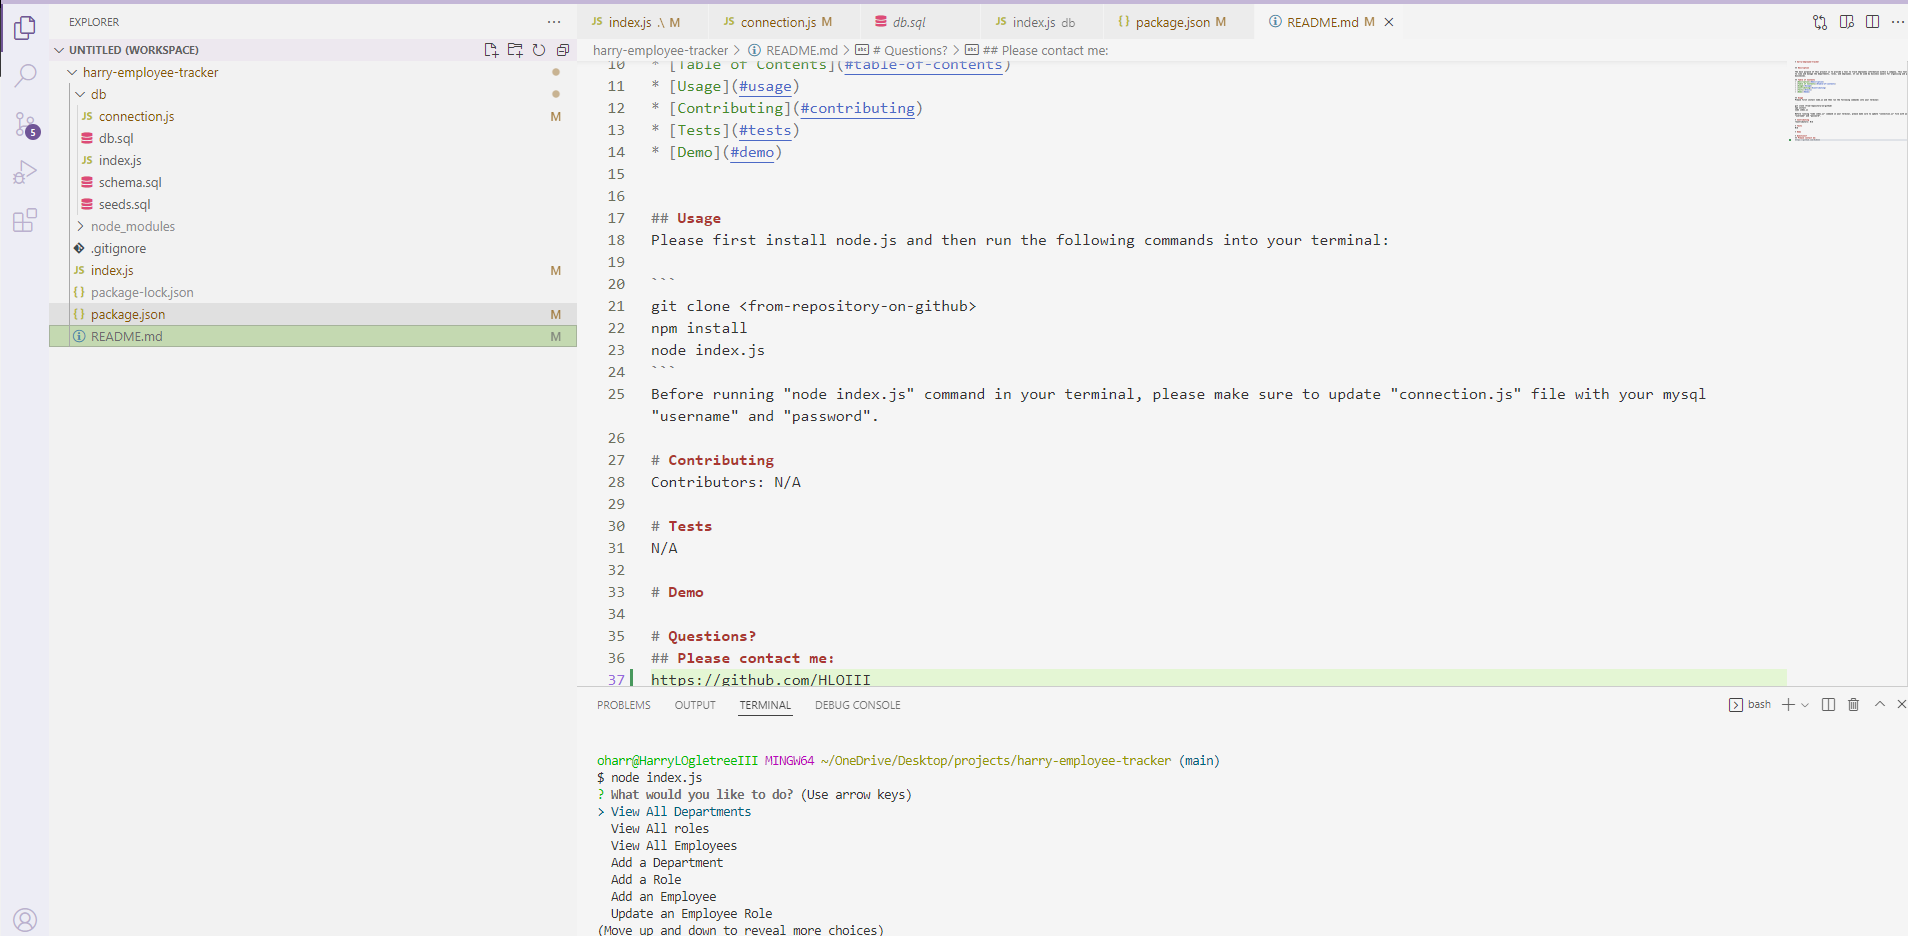 EXPLORER
UNTITLED (WORKSPACE)
harry-employee-tracker
db
JS connection.js M
db.sql
JS index.js
schema.sql
seeds.sql
node_modules
.gitignore
JS index.js M
{} package-lock.json
{} package.json M
README.md M
5
JS index.js .\ M
JS connection.js M
db.sql
JS index.js db
{} package.json M
README.md M
harry-employee-tracker > README.md > # Questions? > ## Please contact me:
10 * [Table of Contents](#table-of-contents)
11 * [Usage](#usage)
12 * [Contributing](#contributing)
13 * [Tests](#tests)
14 * [Demo](#demo)
15
16
17 ## Usage
18 Please first install node.js and then run the following commands into your terminal:
19
20 ```
21 git clone <from-repository-on-github>
22 npm install
23 node index.js
24 ```
25 Before running "node index.js" command in your terminal, please make sure to update "connection.js" file with your mysql
"username" and "password".
26
27 # Contributing
28 Contributors: N/A
29
30 # Tests
31 N/A
32
33 # Demo
34
35 # Questions?
36 ## Please contact me:
37 https://github.com/HLOIII
PROBLEMS OUTPUT TERMINAL DEBUG CONSOLE
bash
oharr@HarryLOgletreeIII MINGW64 ~/OneDrive/Desktop/projects/harry-employee-tracker (main)
$ node index.js
? What would you like to do? (Use arrow keys)
> View All Departments
View All roles
View All Employees
Add a Department
Add a Role
Add an Employee
Update an Employee Role
(Move up and down to reveal more choices)